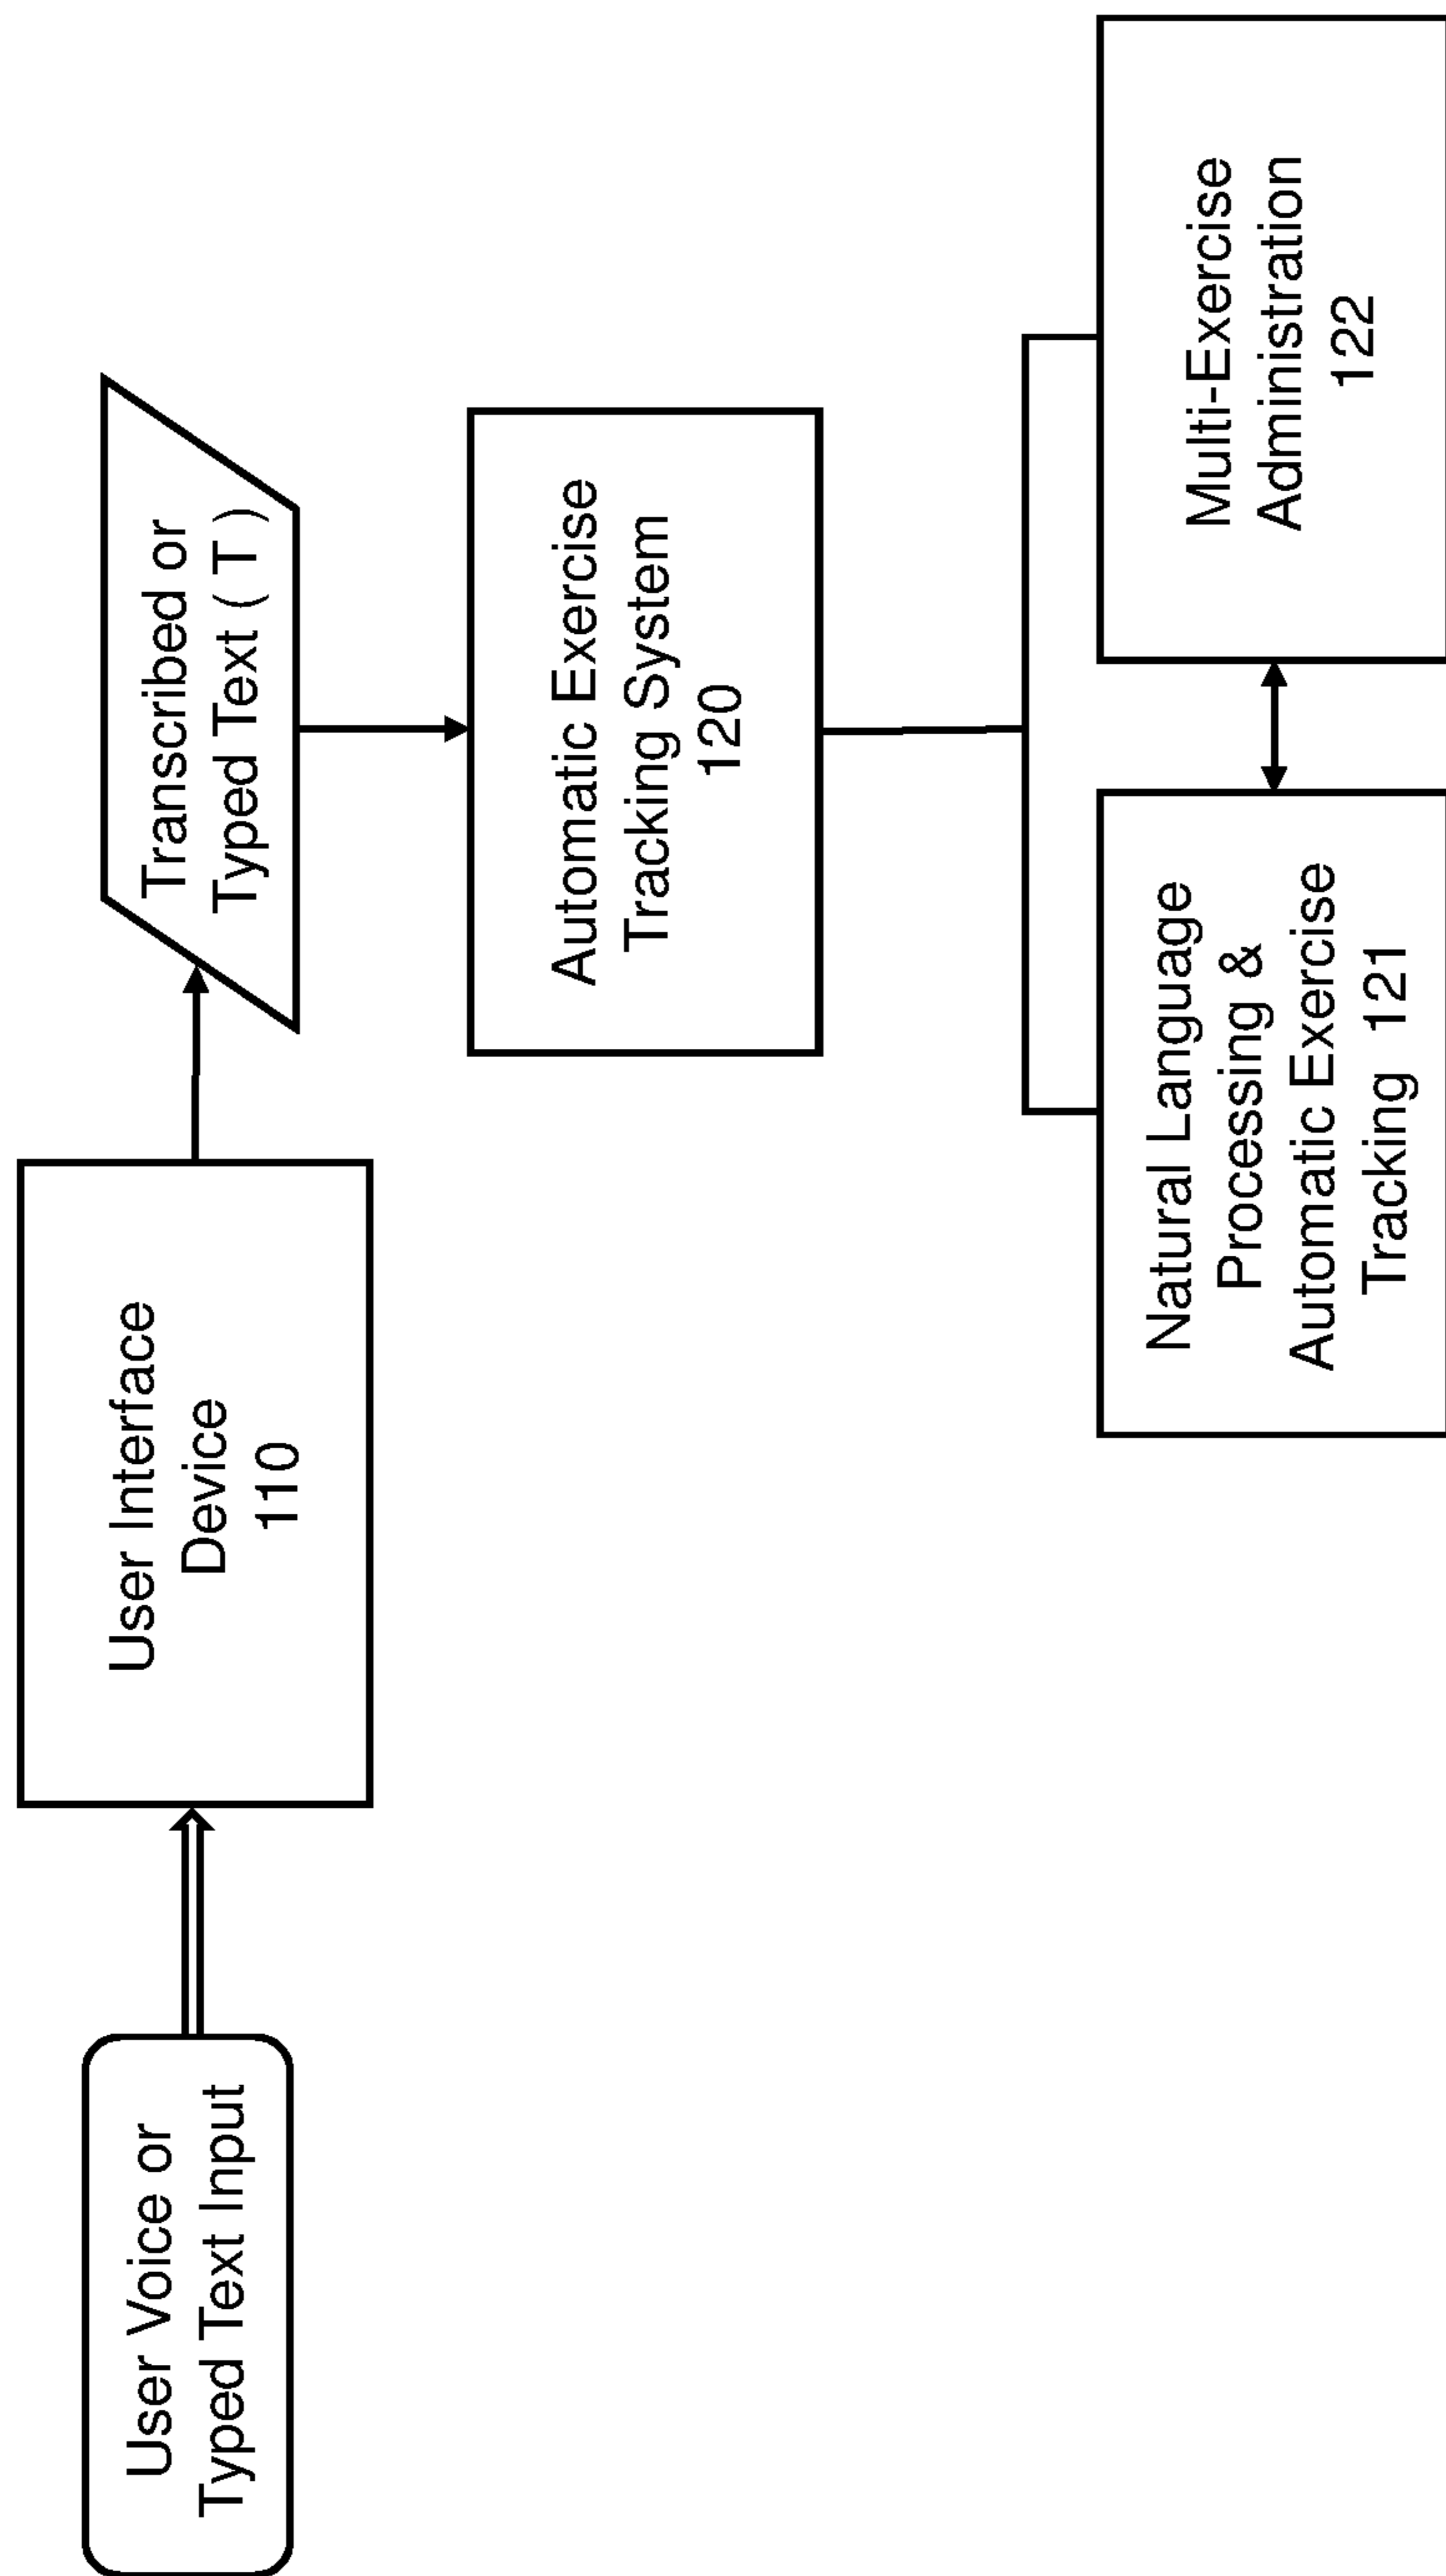 User Voice or
Typed Text Input
User Interface
Device
110
Transcribed or
Typed Text ( T )
Automatic Exercise
Tracking System
120
Natural Language
Processing &
Automatic Exercise
Tracking 121
Multi-Exercise
Administration
122